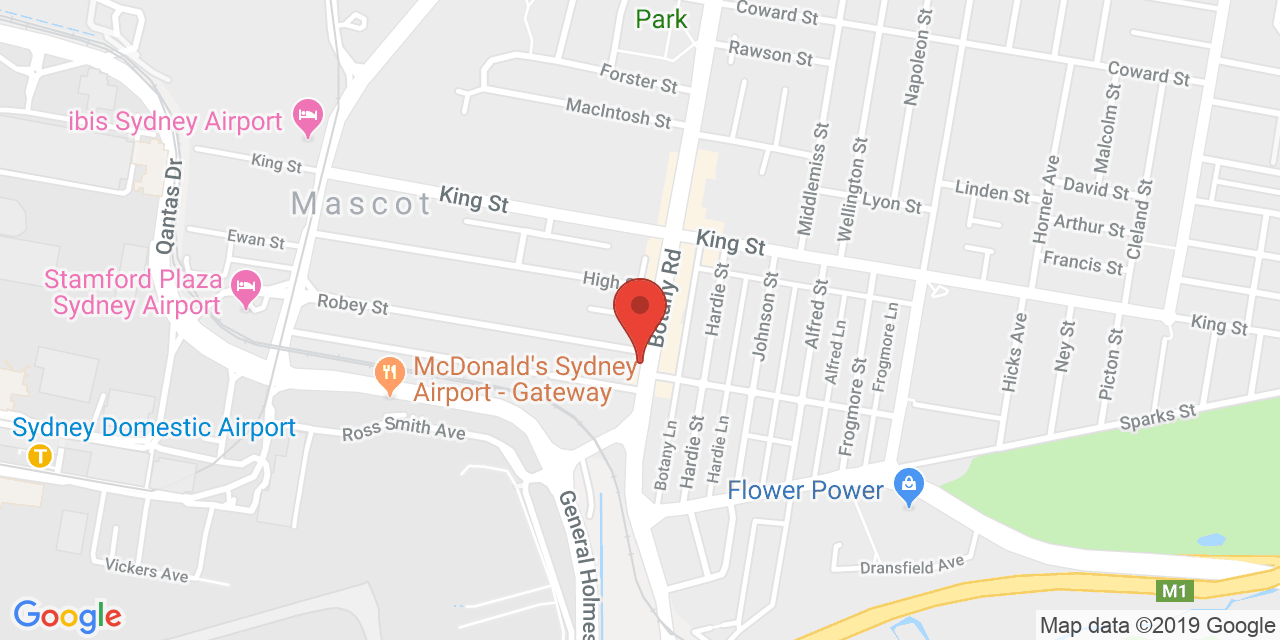 Park
Coward St
Rawson St
Napoleon St
Coward St
Forster St
MacIntosh St
ibis Sydney Airport
Malcolm St
Qantas Dr
King St
Mascot
King St
Middlemiss St
Wellington St
Lyon St
Linden St
Horner Ave
David St
Arthur St
Cleland St
Francis St
Ewan St
King St
Stamford Plaza
Sydney Airport
High
Robey St
Botany Rd
Hardie St
Johnson St
Alfred St
Alfred Ln
Frogmore St
Frogmore Ln
Hicks Ave
Ney St
Picton St
King St
McDonald's Sydney
Airport - Gateway
Sparks St
Sydney Domestic Airport
T
Ross Smith Ave
Botany Ln
Hardie St
Hardie Ln
Flower Power
General Holmes
Vickers Ave
Dransfield Ave
M1
Google
Map data ©2019 Google